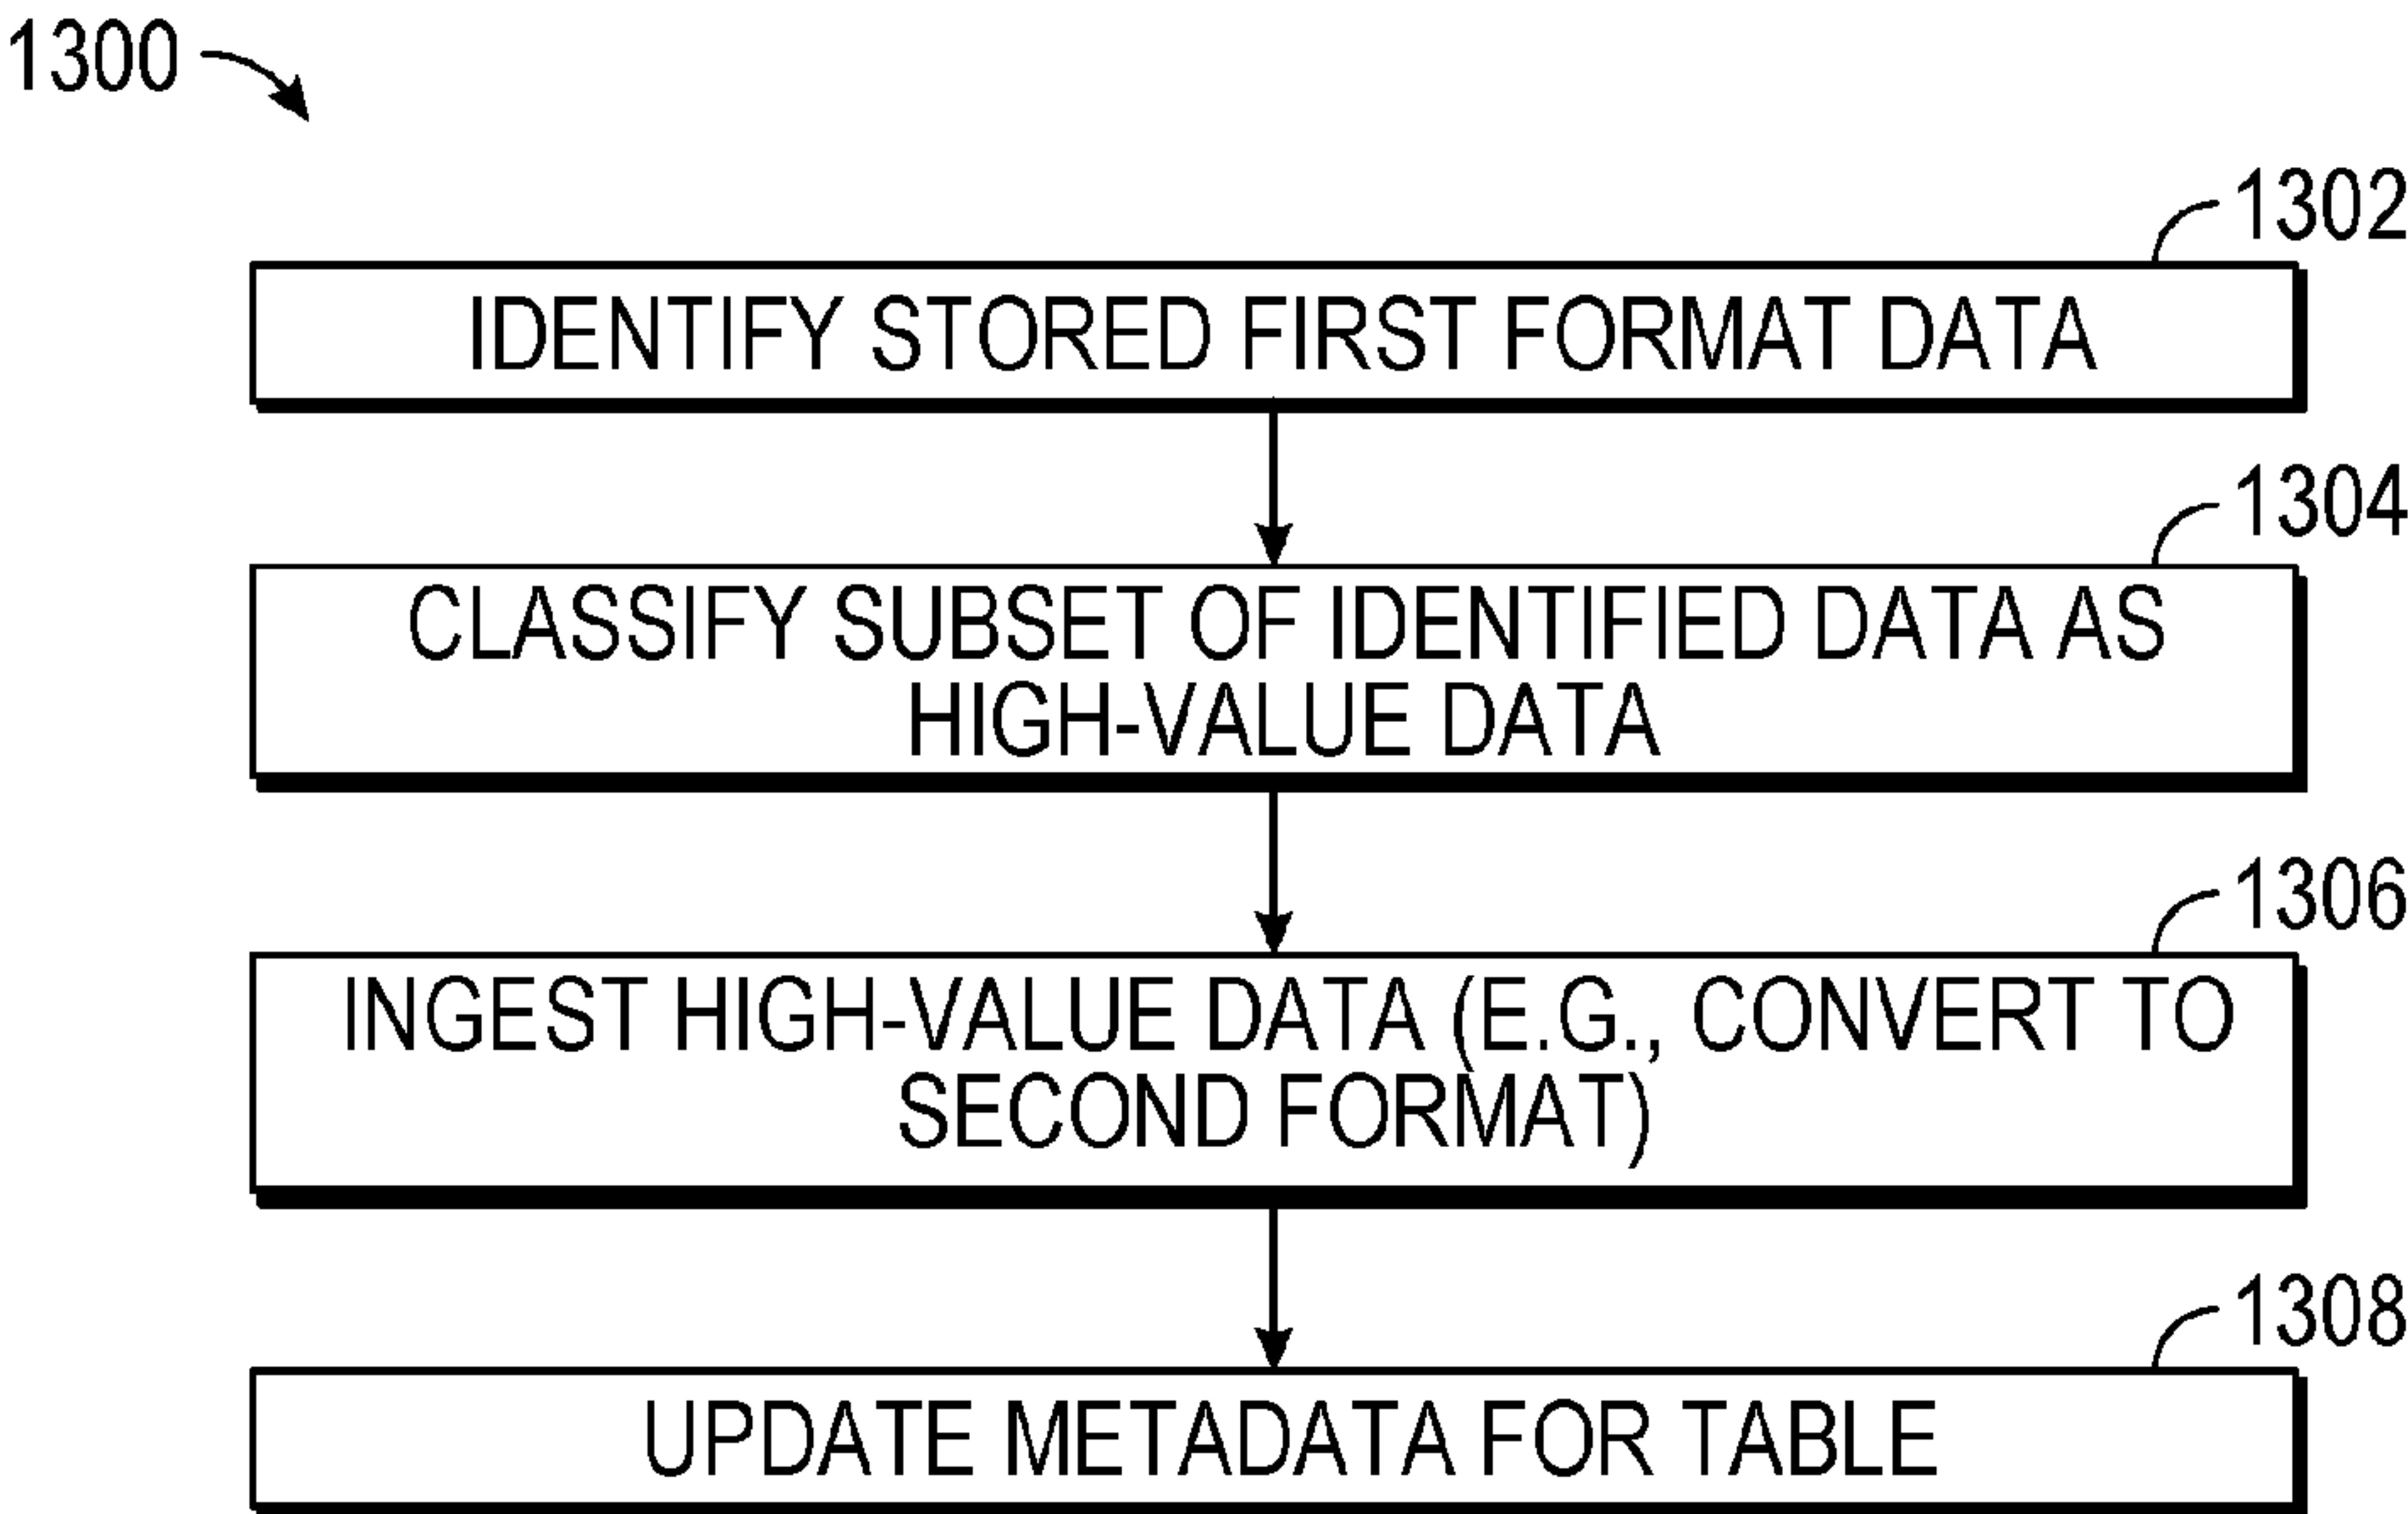 1300
1302
IDENTIFY STORED FIRST FORMAT DATA
1304
CLASSIFY SUBSET OF IDENTIFIED DATA AS
HIGH-VALUE DATA
1306
INGEST HIGH-VALUE DATA (E.G., CONVERT TO
SECOND FORMAT)
1308
UPDATE METADATA FOR TABLE